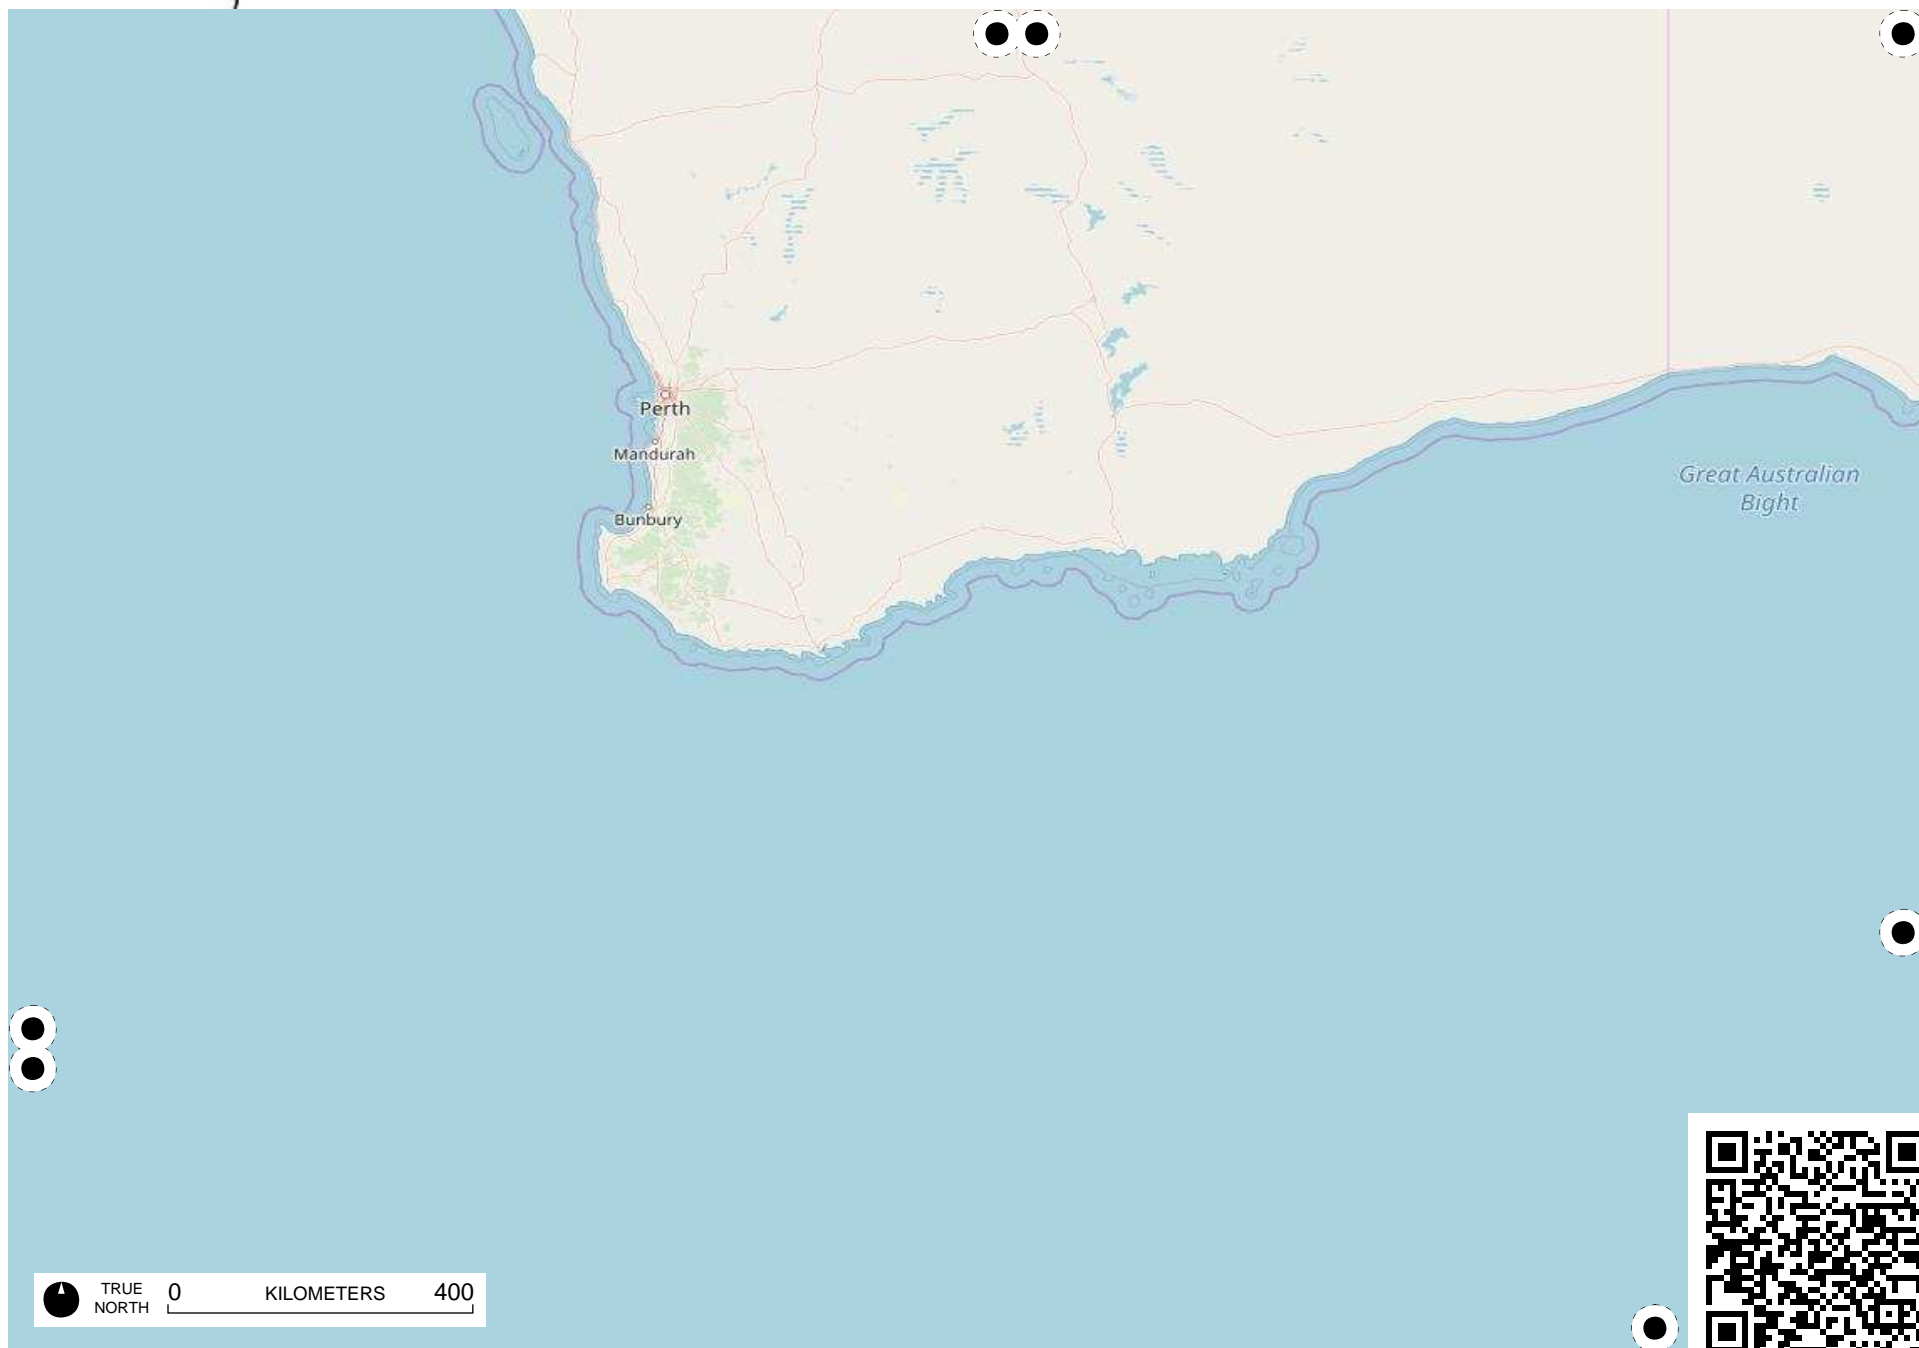 Perth
Mandurah
Great Australian
Bight
Bunbury
TRUE
NORTH
0 KILOMETERS 400